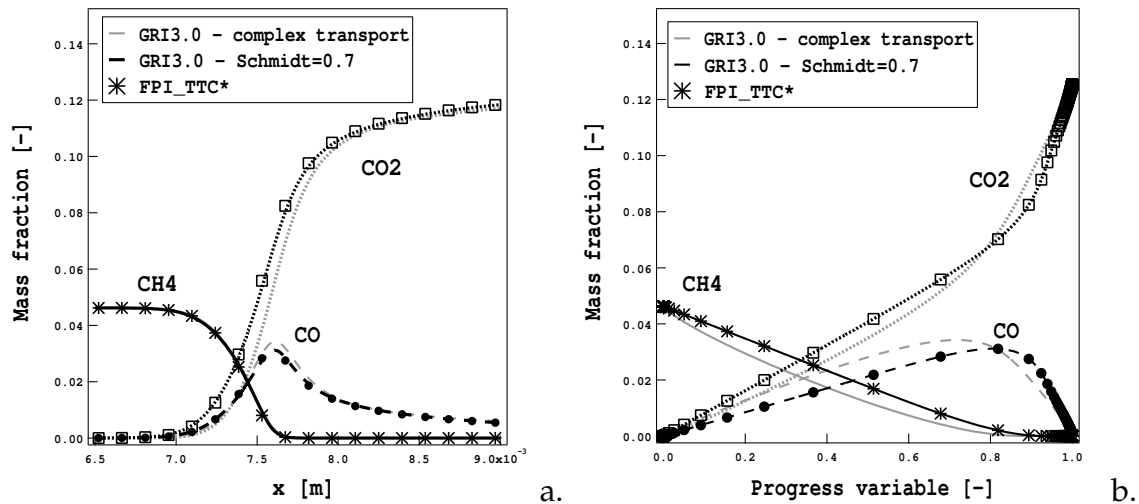 GRI3.0 - complex transport
GRI3.0 - Schmidt=0.7
FPI_TTC*
0.14
0.12
0.10
0.08
0.06
0.04
0.02
0.00
Mass fraction [-]
CO2
CH4
CO
6.5
7.0
7.5
8.0
8.5
9.0x10⁻³
x [m]
a.
GRI3.0 - complex transport
GRI3.0 - Schmidt=0.7
FPI_TTC*
0.14
0.12
0.10
0.08
0.06
0.04
0.02
0.00
Mass fraction [-]
CO2
CH4
CO
0.0
0.2
0.4
0.6
0.8
1.0
Progress variable [-]
b.